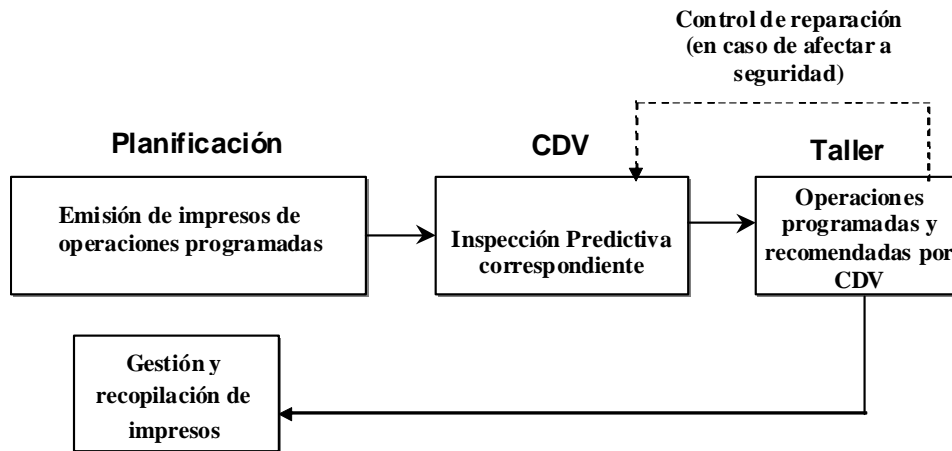 Control de reparación
(en caso de afectar a
seguridad)
Planificación
CDV
Taller
Emisión de impresos de
operaciones programadas
Inspección Predictiva
correspondiente
Operaciones
programadas y
recomendadas por
CDV
Gestión y
recopilación de
impresos